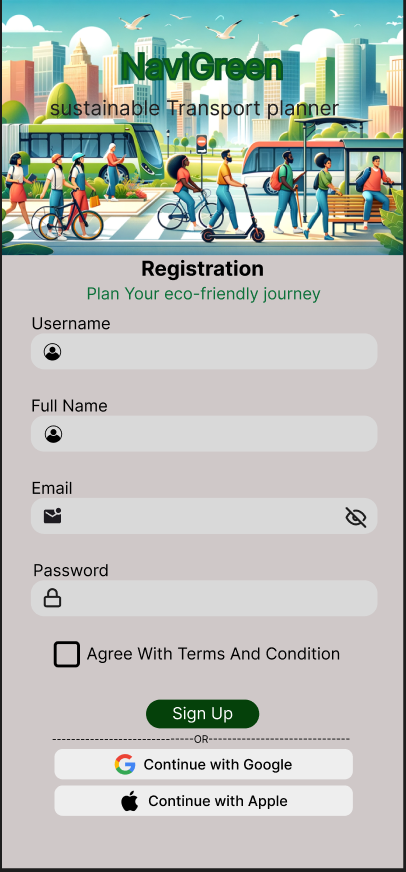 NaviGreen
sustainable Transport planner
Registration
Plan Your eco-friendly journey
Username
Full Name
Email
Password
Agree With Terms And Condition
Sign Up
OR
Continue with Google
Continue with Apple